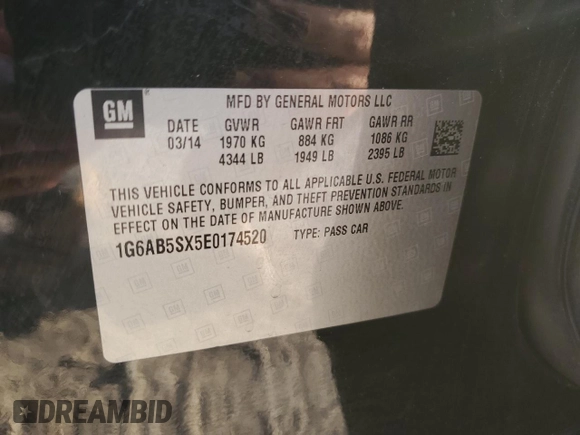 GM
MFD BY GENERAL MOTORS LLC
DATE GVWR GAWR FRT GAWR RR
03/14 1970 KG 884 KG 1086 KG
4344 LB 1949 LB 2395 LB
THIS VEHICLE CONFORMS TO ALL APPLICABLE U.S. FEDERAL MOTOR
VEHICLE SAFETY, BUMPER, AND THEFT PREVENTION STANDARDS IN
EFFECT ON THE DATE OF MANUFACTURE SHOWN ABOVE.
1G6AB5SX5E0174520 TYPE: PASS CAR
DREAMBID